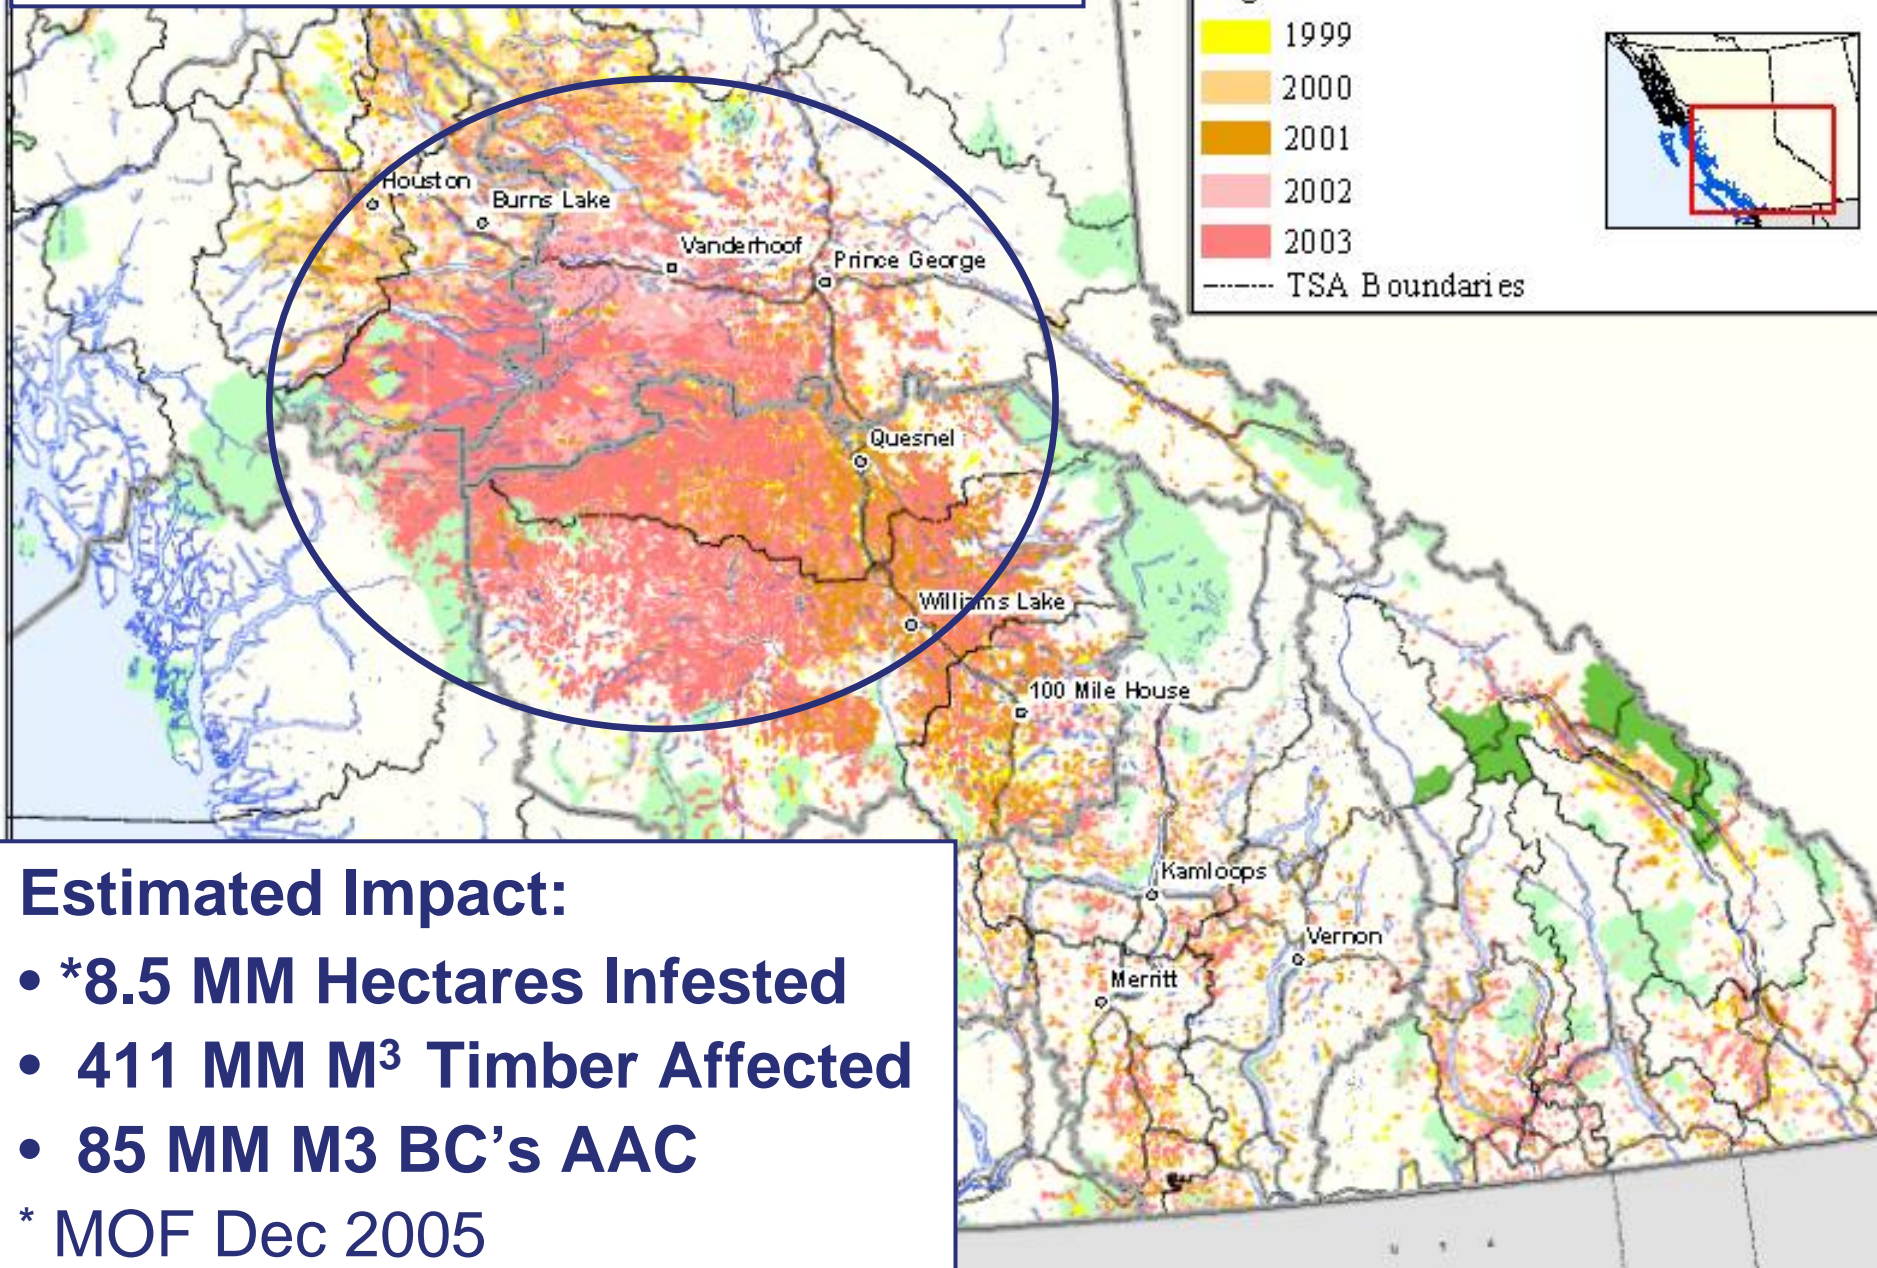 1999
2000
2001
2002
2003
TSA Boundaries
Houston
Burns Lake
Vanderhoof
Prince George
Quesnel
Williams Lake
100 Mile House
Kamloops
Vernon
Merritt
Estimated Impact:
• *8.5 MM Hectares Infested
• 411 MM M³ Timber Affected
• 85 MM M3 BC’s AAC
* MOF Dec 2005